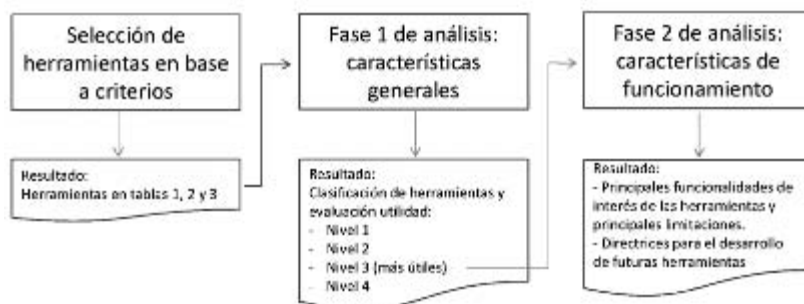 Selección de
herramientas en base
a criterios
Resultado:
Herramientas en tablas 1, 2 y 3
Fase 1 de análisis:
características
generales
Resultado:
Clasificación de herramientas y
evaluación utilidad:
- Nivel 1
- Nivel 2
- Nivel 3 (más útiles)
- Nivel 4
Fase 2 de análisis:
características de
funcionamiento
Resultado:
- Principales funcionalidades de
interés de las herramientas y
principales limitaciones.
- Directrices para el desarrollo
de futuras herramientas